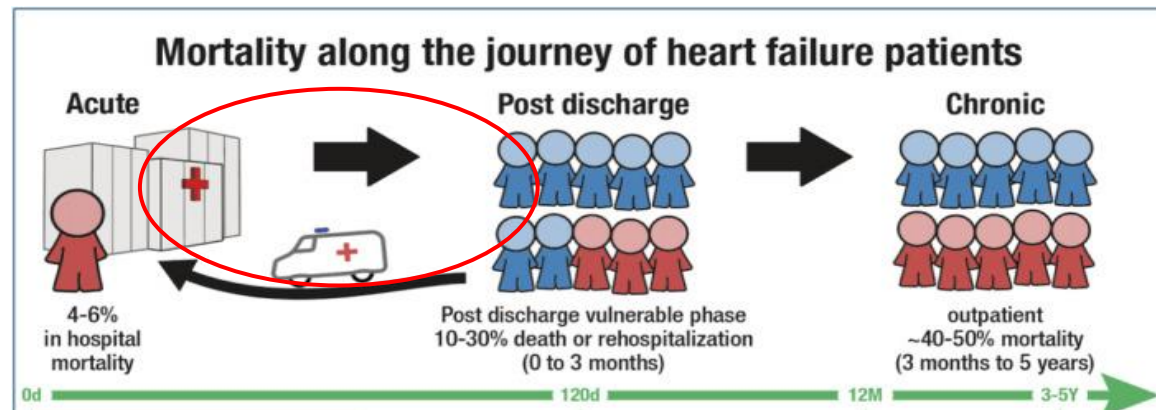 Mortality along the journey of heart failure patients
Acute
Post discharge
Chronic
4-6%
in hospital
mortality
Post discharge vulnerable phase
10-30% death or rehospitalization
(0 to 3 months)
outpatient
~40-50% mortality
(3 months to 5 years)
0d
120d
12M
3-5Y